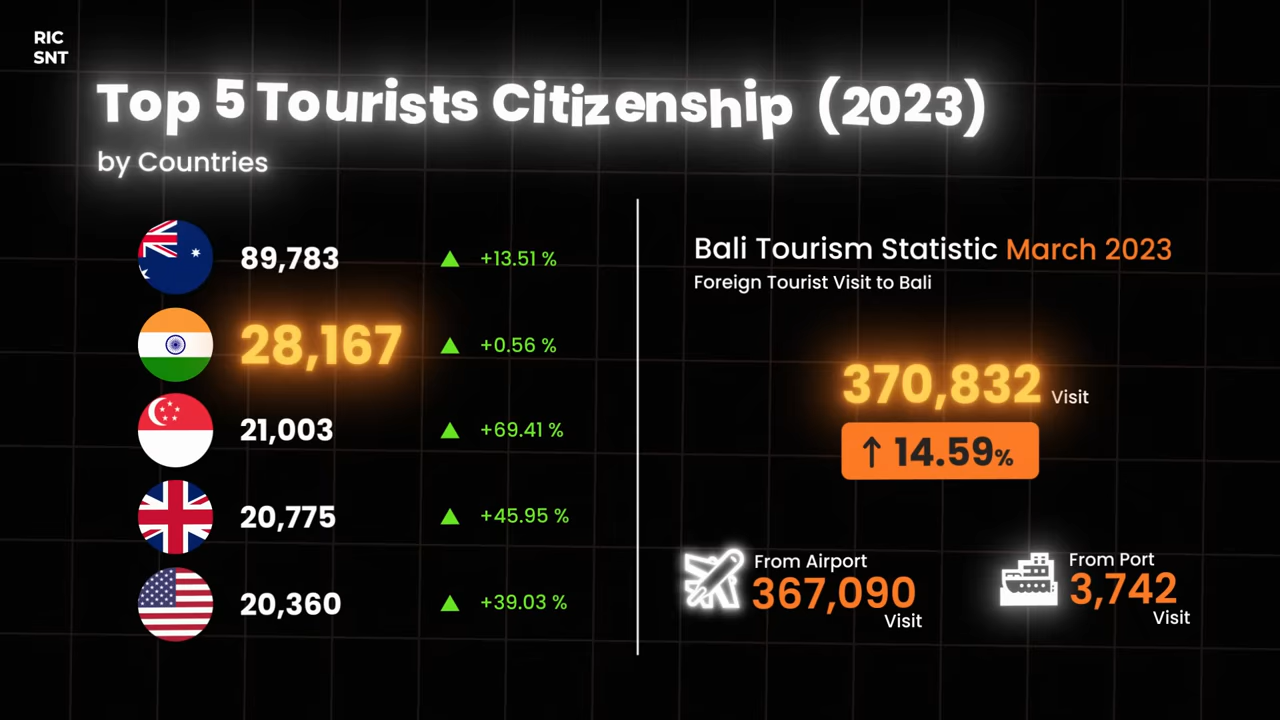 RIC
SNT
Top 5 Tourists Citizenship (2023)
by Countries
89,783 +13.51 %
28,167 +0.56 %
21,003 +69.41 %
20,775 +45.95 %
20,360 +39.03 %
Bali Tourism Statistic March 2023
Foreign Tourist Visit to Bali
370,832 Visit
↑ 14.59%
From Airport
367,090
Visit
From Port
3,742
Visit